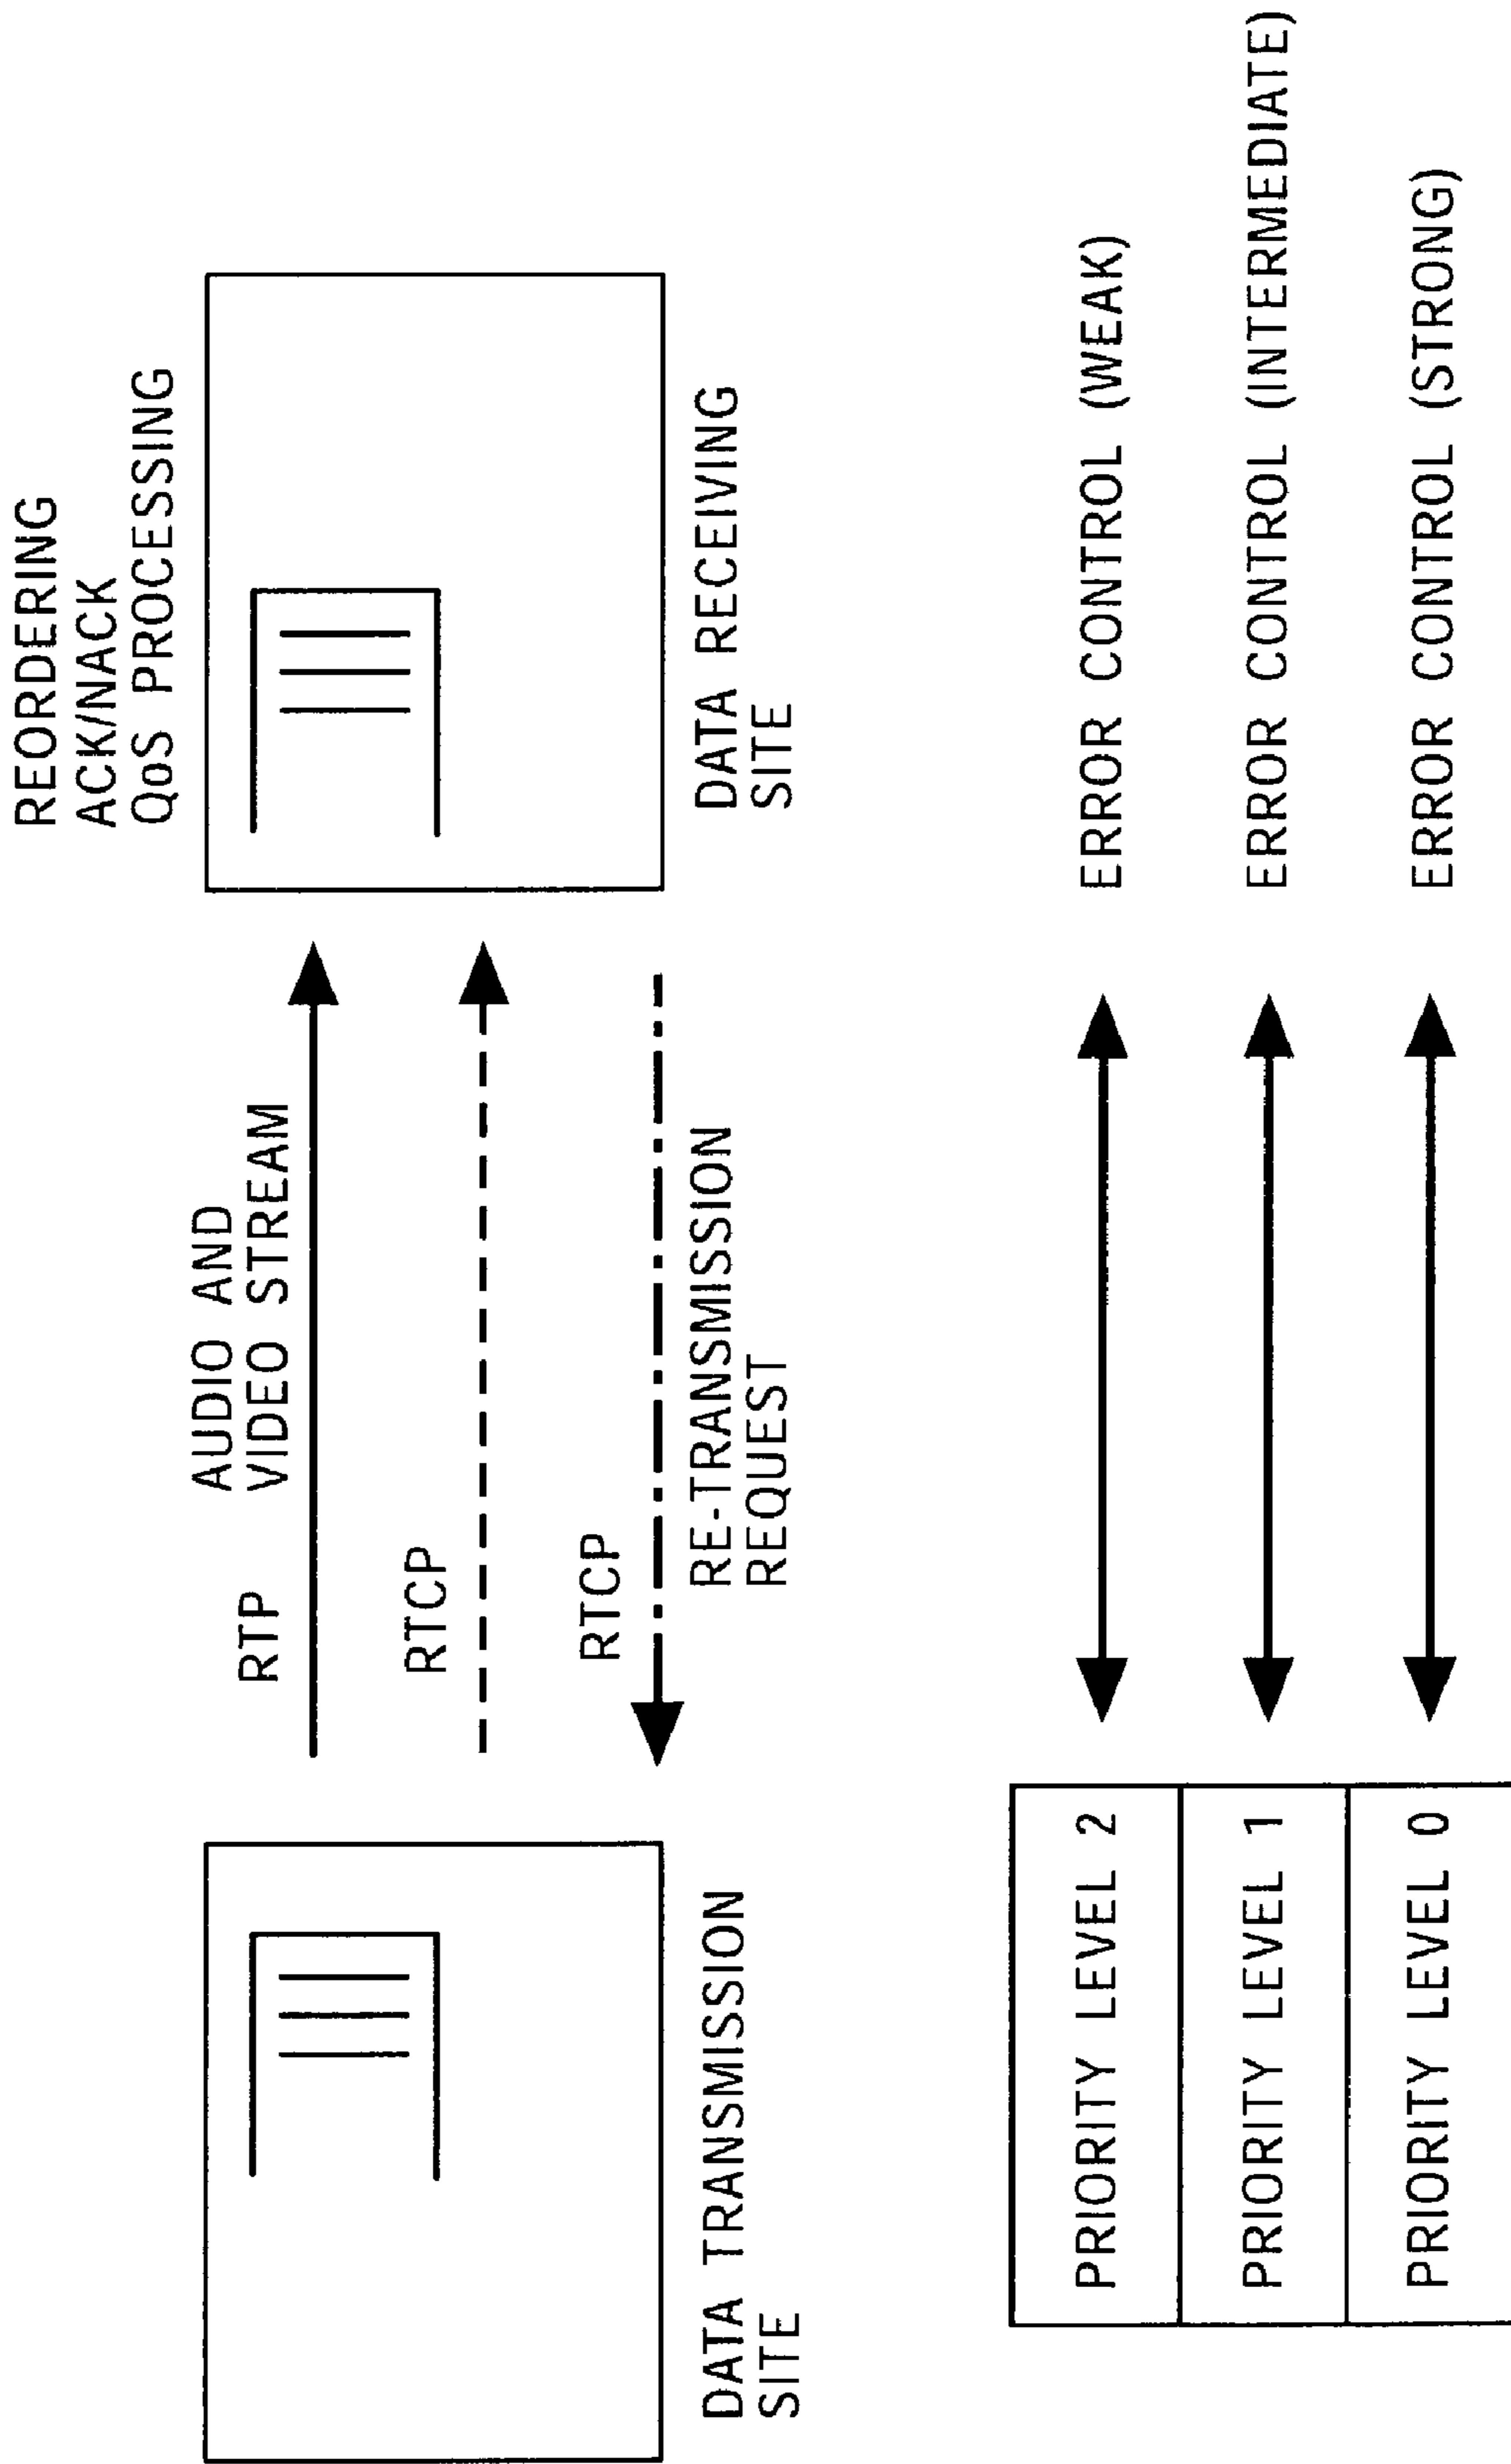 REORDERING
ACK/NACK
QoS PROCESSING
AUDIO AND
VIDEO STREAM
RTP
RTCP
RTCP
RE-TRANSMISSION
REQUEST
DATA TRANSMISSION
SITE
DATA RECEIVING
SITE
PRIORITY LEVEL 2
ERROR CONTROL (WEAK)
PRIORITY LEVEL 1
ERROR CONTROL (INTERMEDIATE)
PRIORITY LEVEL 0
ERROR CONTROL (STRONG)